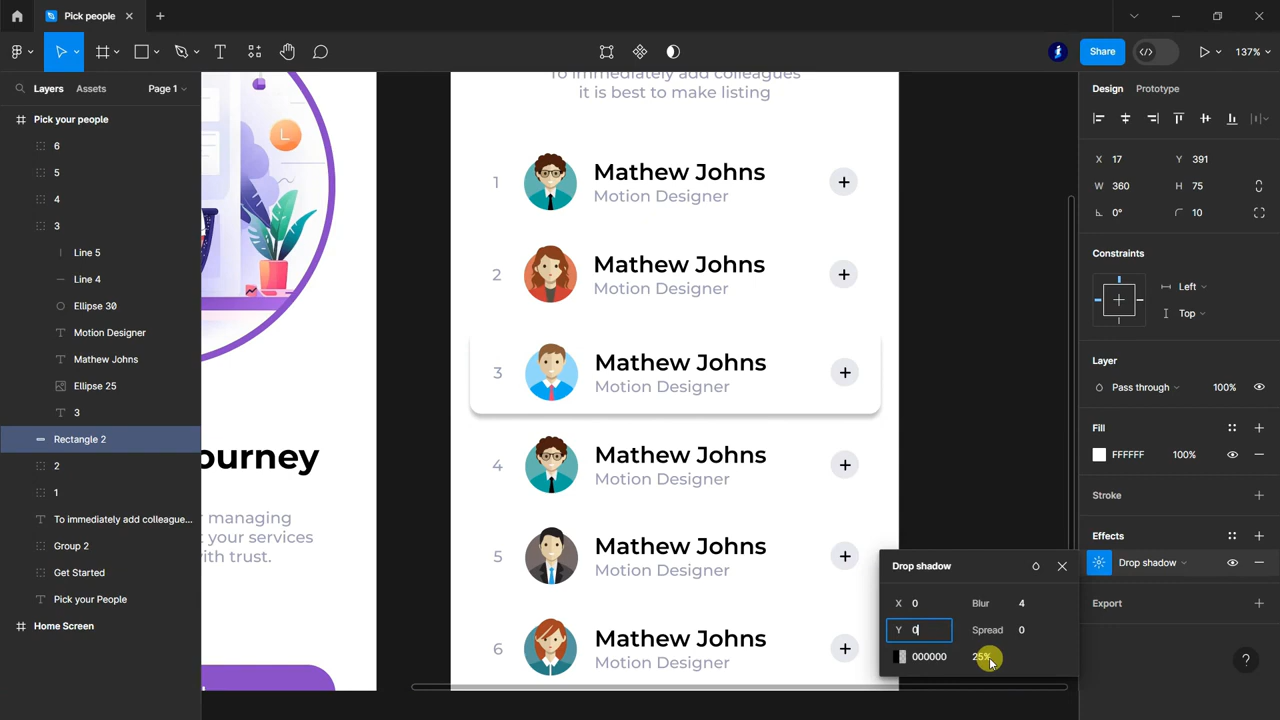 Pick people
Share
137%
Layers
Assets
Page 1
Pick your people
6
5
4
3
Line 5
Line 4
Ellipse 30
Motion Designer
Mathew Johns
Ellipse 25
3
Rectangle 2
2
1
To immediately add colleague...
Group 2
Get Started
Pick your People
Home Screen
ourney
managing
t your services
ith trust.
To immediately add colleagues
it is best to make listing
1
Mathew Johns
Motion Designer
2
Mathew Johns
Motion Designer
3
Mathew Johns
Motion Designer
4
Mathew Johns
Motion Designer
5
Mathew Johns
Motion Designer
6
Mathew Johns
Motion Designer
Drop shadow
X 0
Blur 4
Y 0
Spread 0
000000
25%
Design
Prototype
X 17
Y 391
W 360
H 75
0°
10
Constraints
Left
Top
Layer
Pass through
100%
Fill
FFFFFF
100%
Stroke
Effects
Drop shadow
Export
?